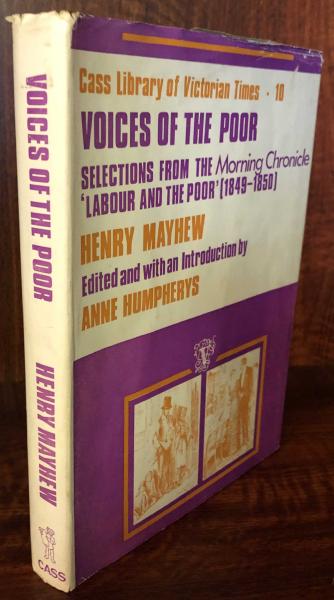 Cass Library of Victorian Times · 10
VOICES OF THE POOR
SELECTIONS FROM THE Morning Chronicle
'LABOUR AND THE POOR' (1849-1850)
HENRY MAYHEW
Edited and with an Introduction by
ANNE HUMPHERYS
VOICES OF THE POOR
HENRY MAYHEW
CASS